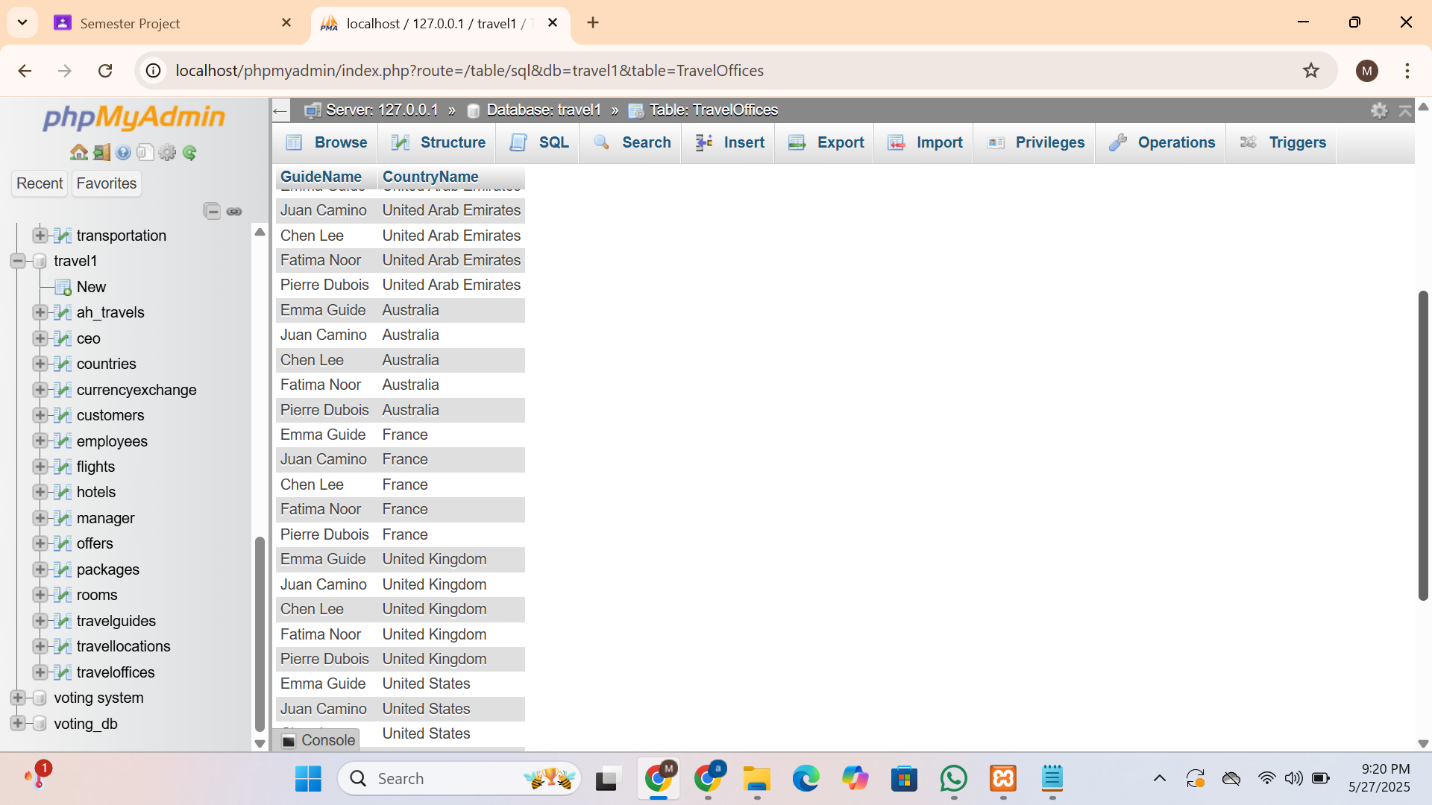 Semester Project
localhost / 127.0.0.1 / travel1 / T
localhost/phpmyadmin/index.php?route=/table/sql&db=travel1&table=TravelOffices
M
phpMyAdmin
Recent
Favorites
transportation
travel1
New
ah_travels
ceo
countries
currencyexchange
customers
employees
flights
hotels
manager
offers
packages
rooms
travelguides
travellocations
traveloffices
voting system
voting_db
Server: 127.0.0.1 » Database: travel1 » Table: TravelOffices
Browse Structure SQL Search Insert Export Import Privileges Operations Triggers
GuideName CountryName
Emma Guide United Arab Emirates
Juan Camino United Arab Emirates
Chen Lee United Arab Emirates
Fatima Noor United Arab Emirates
Pierre Dubois United Arab Emirates
Emma Guide Australia
Juan Camino Australia
Chen Lee Australia
Fatima Noor Australia
Pierre Dubois Australia
Emma Guide France
Juan Camino France
Chen Lee France
Fatima Noor France
Pierre Dubois France
Emma Guide United Kingdom
Juan Camino United Kingdom
Chen Lee United Kingdom
Fatima Noor United Kingdom
Pierre Dubois United Kingdom
Emma Guide United States
Juan Camino United States
United States
Console
1
Search
M
a
9:20 PM
5/27/2025